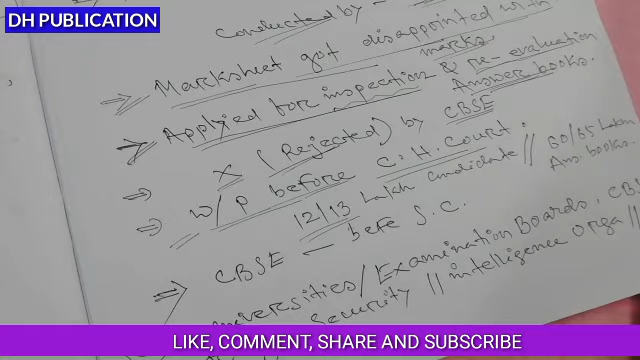 DH PUBLICATION
Conducted by -
=> Marksheet got disappointed with
marks.
=> Applied for inspection & re-evaluation
Answer books.
=> X (Rejected) by CBSE
=> W/P before C.H. Court.
12/13 Lakh candidate // 60/65 Lakh
Ans. books.
=> CBSE — befe S.C.
Universities/Examination Boards, CBS
Security // intelligence Orga //
LIKE, COMMENT, SHARE AND SUBSCRIBE